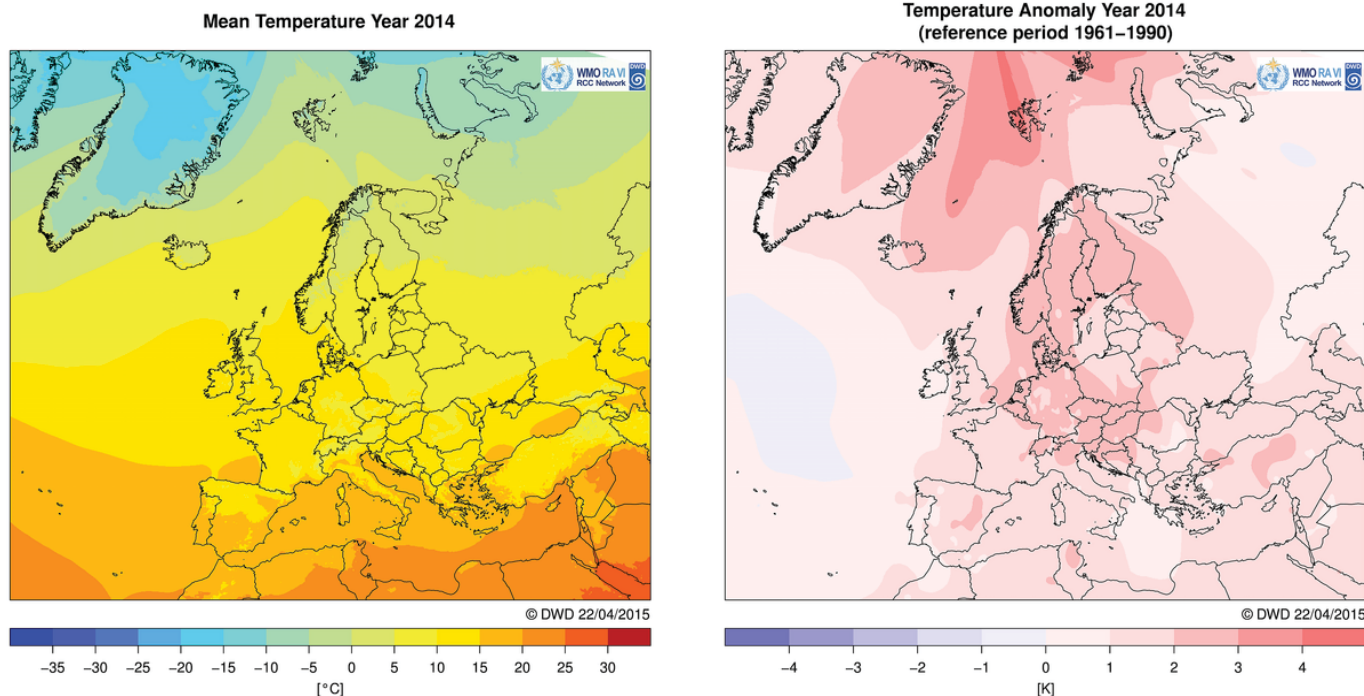 Mean Temperature Year 2014
WMO RA VI
RCC Network
DWD
© DWD 22/04/2015
−35 −30 −25 −20 −15 −10 −5 0 5 10 15 20 25 30
[°C]
Temperature Anomaly Year 2014
(reference period 1961−1990)
WMO RA VI
RCC Network
DWD
© DWD 22/04/2015
−4 −3 −2 −1 0 1 2 3 4
[K]